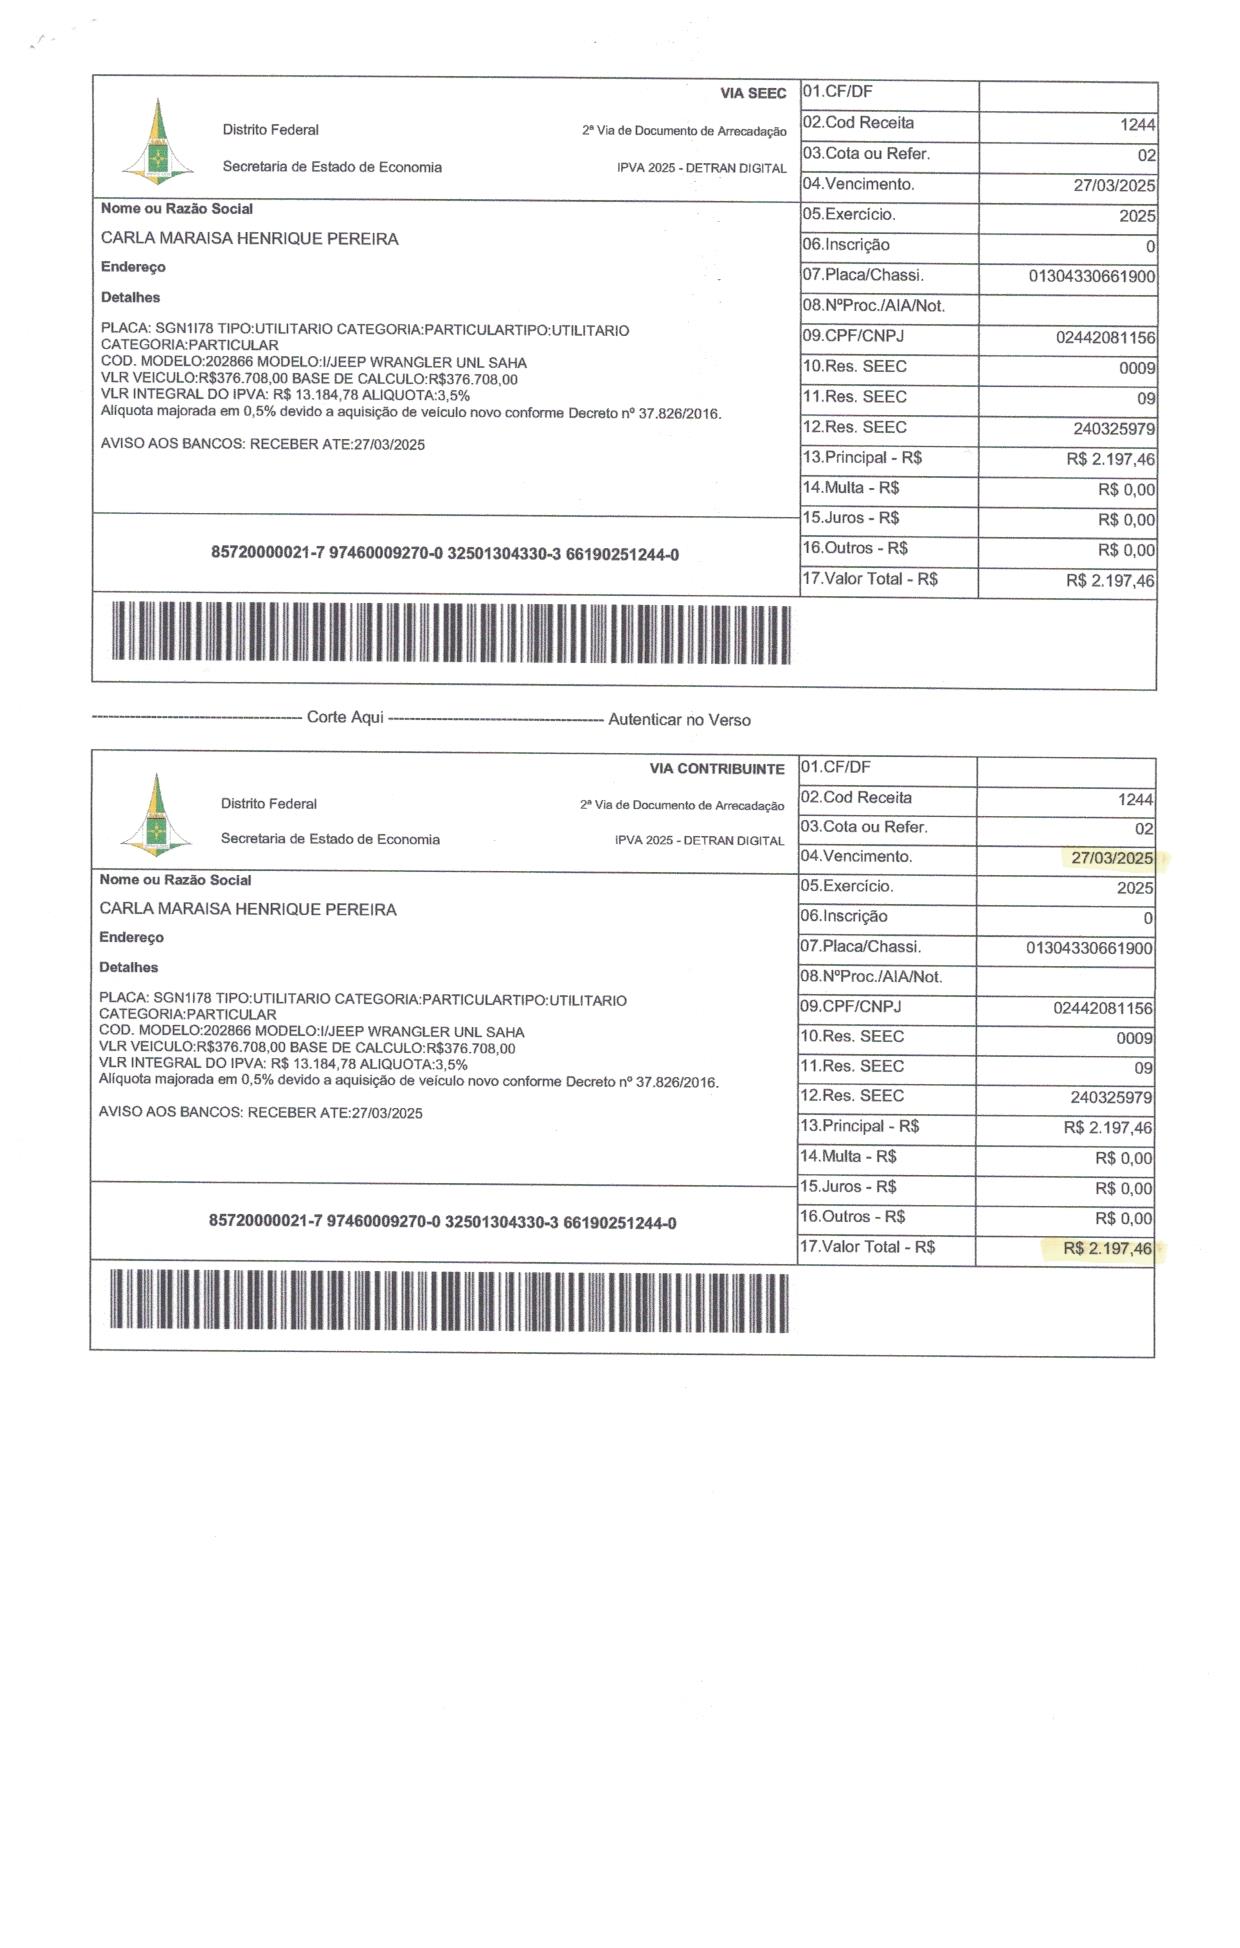 VIA SEEC
Distrito Federal
2ª Via de Documento de Arrecadação
Secretaria de Estado de Economia
IPVA 2025 - DETRAN DIGITAL
Nome ou Razão Social
CARLA MARAISA HENRIQUE PEREIRA
Endereço
Detalhes
PLACA: SGN1I78 TIPO:UTILITARIO CATEGORIA:PARTICULARTIPO:UTILITARIO
CATEGORIA:PARTICULAR
COD. MODELO:202866 MODELO:I/JEEP WRANGLER UNL SAHA
VLR VEICULO:R$376.708,00 BASE DE CALCULO:R$376.708,00
VLR INTEGRAL DO IPVA: R$ 13.184,78 ALIQUOTA:3,5%
Alíquota majorada em 0,5% devido a aquisição de veículo novo conforme Decreto nº 37.826/2016.
AVISO AOS BANCOS: RECEBER ATE:27/03/2025
85720000021-7 97460009270-0 32501304330-3 66190251244-0
01.CF/DF
02.Cod Receita 1244
03.Cota ou Refer. 02
04.Vencimento. 27/03/2025
05.Exercício. 2025
06.Inscrição 0
07.Placa/Chassi. 01304330661900
08.NºProc./AIA/Not.
09.CPF/CNPJ 02442081156
10.Res. SEEC 0009
11.Res. SEEC 09
12.Res. SEEC 240325979
13.Principal - R$ R$ 2.197,46
14.Multa - R$ R$ 0,00
15.Juros - R$ R$ 0,00
16.Outros - R$ R$ 0,00
17.Valor Total - R$ R$ 2.197,46
------------------------------------ Corte Aqui ------------------------------------ Autenticar no Verso
VIA CONTRIBUINTE
Distrito Federal
2ª Via de Documento de Arrecadação
Secretaria de Estado de Economia
IPVA 2025 - DETRAN DIGITAL
Nome ou Razão Social
CARLA MARAISA HENRIQUE PEREIRA
Endereço
Detalhes
PLACA: SGN1I78 TIPO:UTILITARIO CATEGORIA:PARTICULARTIPO:UTILITARIO
CATEGORIA:PARTICULAR
COD. MODELO:202866 MODELO:I/JEEP WRANGLER UNL SAHA
VLR VEICULO:R$376.708,00 BASE DE CALCULO:R$376.708,00
VLR INTEGRAL DO IPVA: R$ 13.184,78 ALIQUOTA:3,5%
Alíquota majorada em 0,5% devido a aquisição de veículo novo conforme Decreto nº 37.826/2016.
AVISO AOS BANCOS: RECEBER ATE:27/03/2025
85720000021-7 97460009270-0 32501304330-3 66190251244-0
01.CF/DF
02.Cod Receita 1244
03.Cota ou Refer. 02
04.Vencimento. 27/03/2025
05.Exercício. 2025
06.Inscrição 0
07.Placa/Chassi. 01304330661900
08.NºProc./AIA/Not.
09.CPF/CNPJ 02442081156
10.Res. SEEC 0009
11.Res. SEEC 09
12.Res. SEEC 240325979
13.Principal - R$ R$ 2.197,46
14.Multa - R$ R$ 0,00
15.Juros - R$ R$ 0,00
16.Outros - R$ R$ 0,00
17.Valor Total - R$ R$ 2.197,46